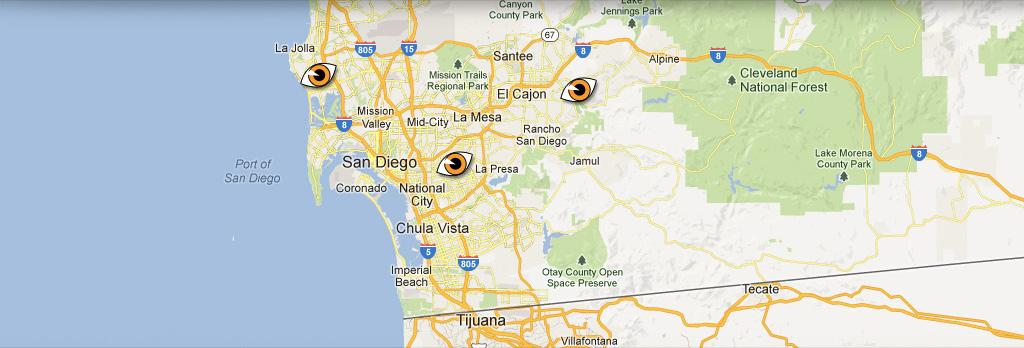 Canyon
County Park
Lake
Jennings Park
67
La Jolla
805
15
8
Santee
Alpine
8
Mission Trails
Regional Park
Cleveland
National Forest
El Cajon
Mission
Valley
8
Mid-City
La Mesa
Rancho
San Diego
Port of
San Diego
San Diego
La Presa
Jamul
Lake Morena
County Park
8
Coronado
National
City
Chula Vista
5
805
Imperial
Beach
Otay County Open
Space Preserve
Tecate
Tijuana
Villafontana